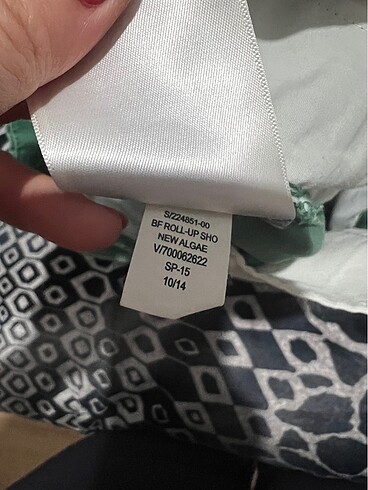 S/224851-00
BF ROLL-UP SHO
NEW ALGAE
V/700062622
SP-15
10/14